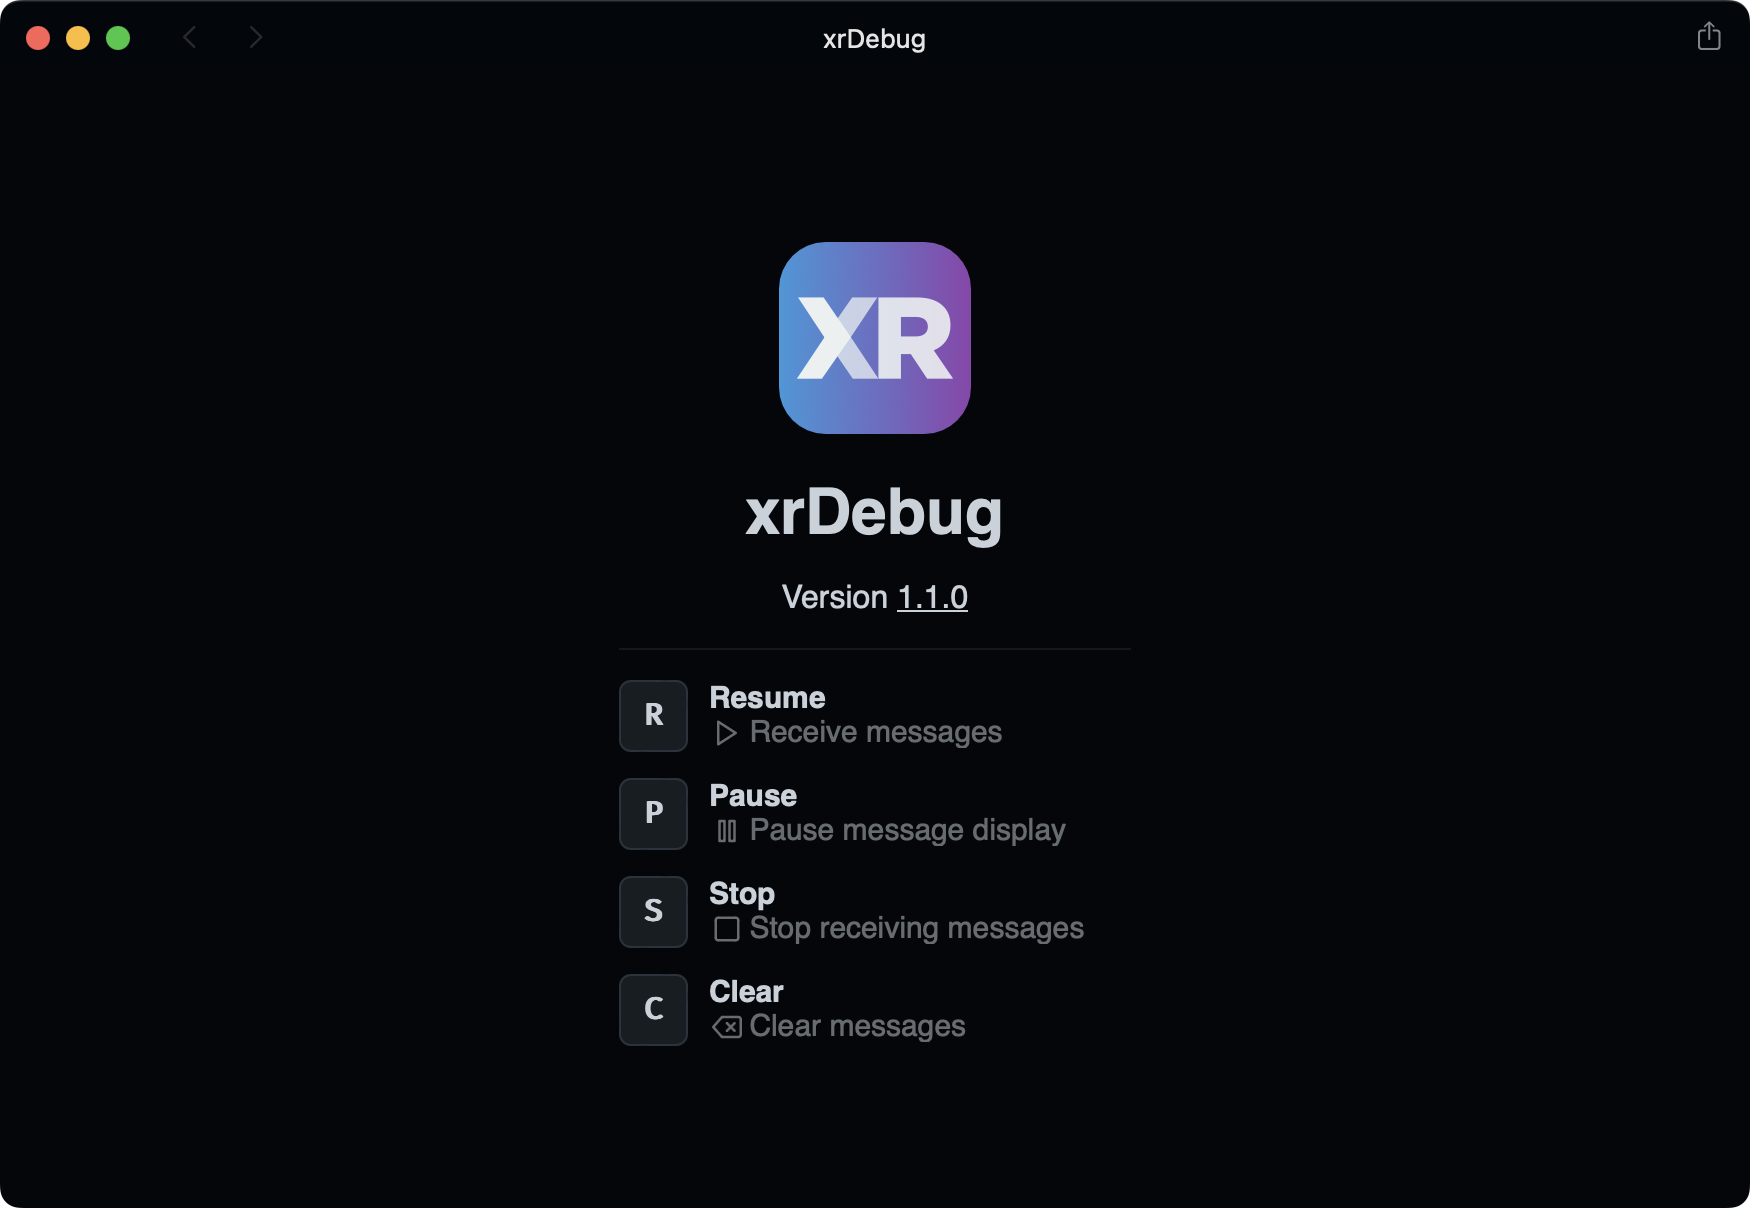 xrDebug
XR
xrDebug
Version 1.1.0
R
Resume
Receive messages
P
Pause
Pause message display
S
Stop
Stop receiving messages
C
Clear
Clear messages